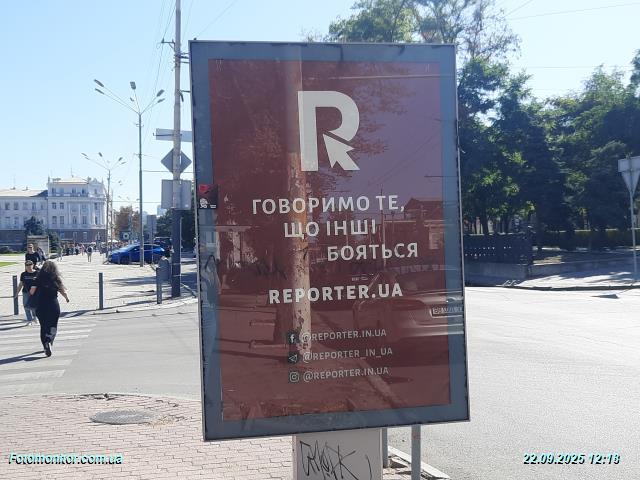 R
ГОВОРИМО ТЕ,
ЩО ІНШІ
БОЯТЬСЯ
REPORTER.UA
@REPORTER.IN.UA
@REPORTER_IN_UA
@REPORTER.IN.UA
Fotomonitor.com.ua
22.09.2025 12:18